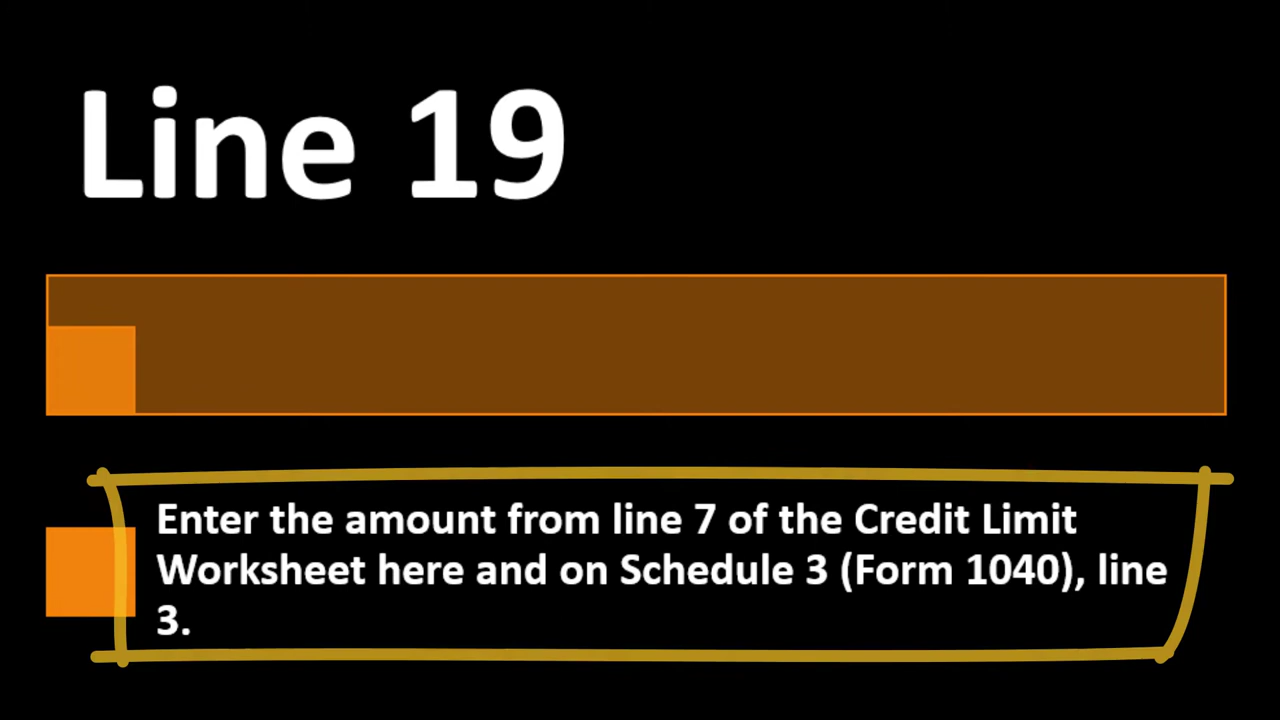 Line 19
Enter the amount from line 7 of the Credit Limit
Worksheet here and on Schedule 3 (Form 1040), line
3.